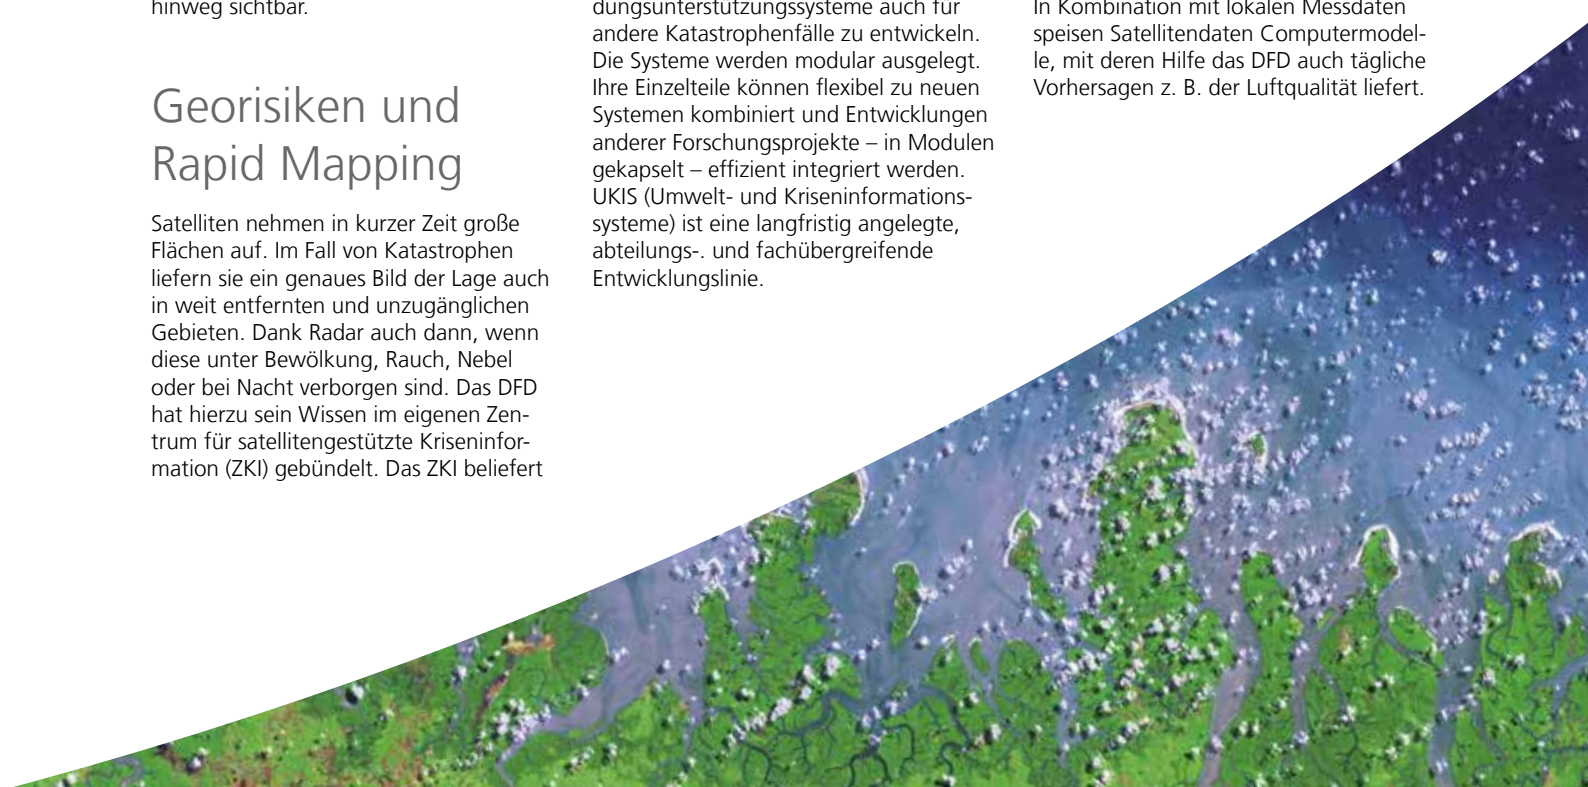 hinweg sichtbar.
Georisiken und
Rapid Mapping
Satelliten nehmen in kurzer Zeit große
Flächen auf. Im Fall von Katastrophen
liefern sie ein genaues Bild der Lage auch
in weit entfernten und unzugänglichen
Gebieten. Dank Radar auch dann, wenn
diese unter Bewölkung, Rauch, Nebel
oder bei Nacht verborgen sind. Das DFD
hat hierzu sein Wissen im eigenen Zen-
trum für satellitengestützte Kriseninfor-
mation (ZKI) gebündelt. Das ZKI beliefert
dungsunterstützungssysteme auch für
andere Katastrophenfälle zu entwickeln.
Die Systeme werden modular ausgelegt.
Ihre Einzelteile können flexibel zu neuen
Systemen kombiniert und Entwicklungen
anderer Forschungsprojekte – in Modulen
gekapselt – effizient integriert werden.
UKIS (Umwelt- und Kriseninformations-
systeme) ist eine langfristig angelegte,
abteilungs-. und fachübergreifende
Entwicklungslinie.
In Kombination mit lokalen Messdaten
speisen Satellitendaten Computermodel-
le, mit deren Hilfe das DFD auch tägliche
Vorhersagen z. B. der Luftqualität liefert.